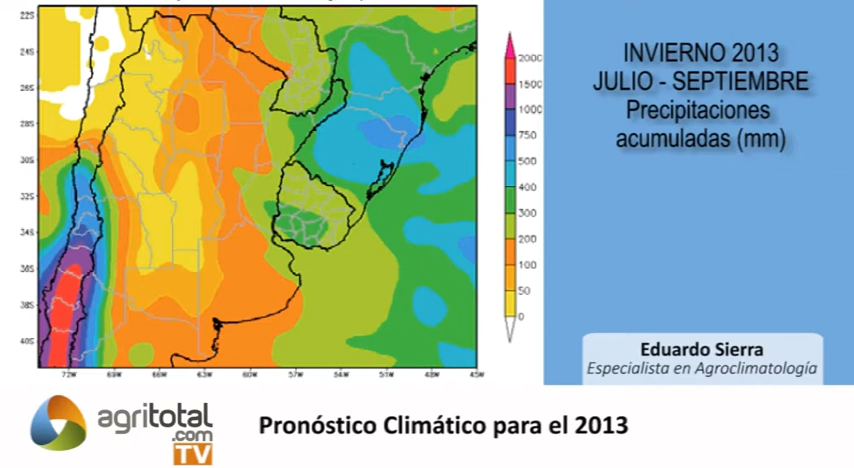 INVIERNO 2013
JULIO - SEPTIEMBRE
Precipitaciones
acumuladas (mm)
22S
24S
26S
28S
30S
32S
34S
36S
38S
40S
72W
69W
66W
63W
60W
57W
54W
51W
48W
45W
2000
1500
1000
750
500
400
300
200
100
50
0
Eduardo Sierra
Especialista en Agroclimatología
agritotal
.com
TV
Pronóstico Climático para el 2013